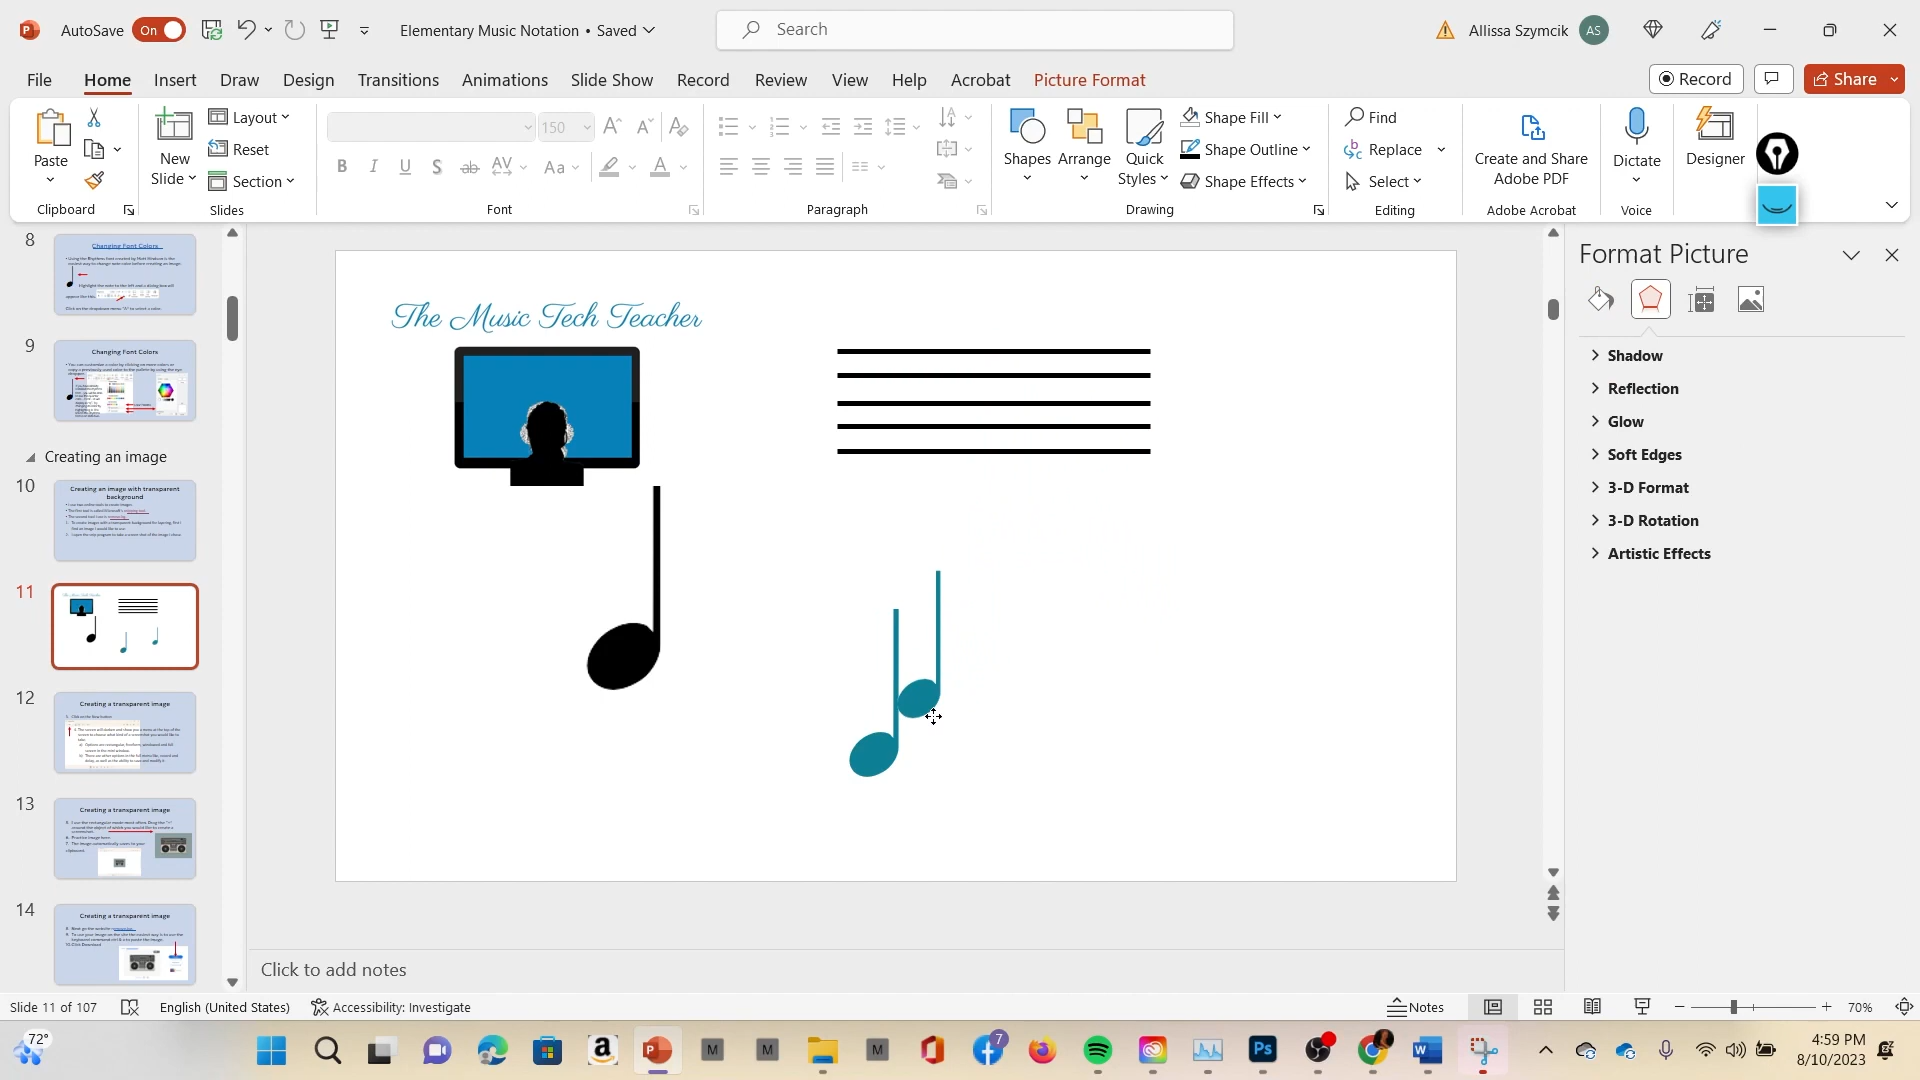 AutoSave On
Elementary Music Notation • Saved
Search
Allissa Szymcik AS
File Home Insert Draw Design Transitions Animations Slide Show Record Review View Help Acrobat Picture Format
Record
Share
Paste
New Slide
Layout
Reset
Section
150
Shapes
Arrange
Quick Styles
Shape Fill
Shape Outline
Shape Effects
Find
Replace
Select
Create and Share Adobe PDF
Dictate
Designer
Clipboard
Slides
Font
Paragraph
Drawing
Editing
Adobe Acrobat
Voice
8
Changing Font Colors
9
Changing Font Colors
Creating an image
10
Creating an image with transparent background
11
12
Creating a transparent image
13
Creating a transparent image
14
Creating a transparent image
The Music Tech Teacher
Format Picture
Shadow
Reflection
Glow
Soft Edges
3-D Format
3-D Rotation
Artistic Effects
Click to add notes
Slide 11 of 107
English (United States)
Accessibility: Investigate
Notes
70%
72°
7
Ps
4:59 PM
8/10/2023